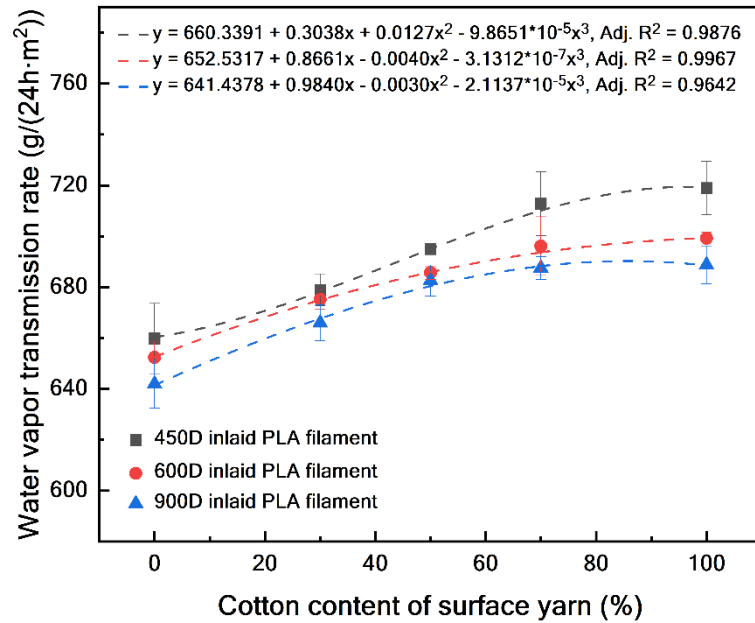 y = 660.3391 + 0.3038x + 0.0127x² - 9.8651*10⁻⁵x³, Adj. R² = 0.9876
y = 652.5317 + 0.8661x - 0.0040x² - 3.1312*10⁻⁷x³, Adj. R² = 0.9967
y = 641.4378 + 0.9840x - 0.0030x² - 2.1137*10⁻⁵x³, Adj. R² = 0.9642
Water vapor transmission rate (g/(24h·m²))
760
720
680
640
600
450D inlaid PLA filament
600D inlaid PLA filament
900D inlaid PLA filament
0 20 40 60 80 100
Cotton content of surface yarn (%)